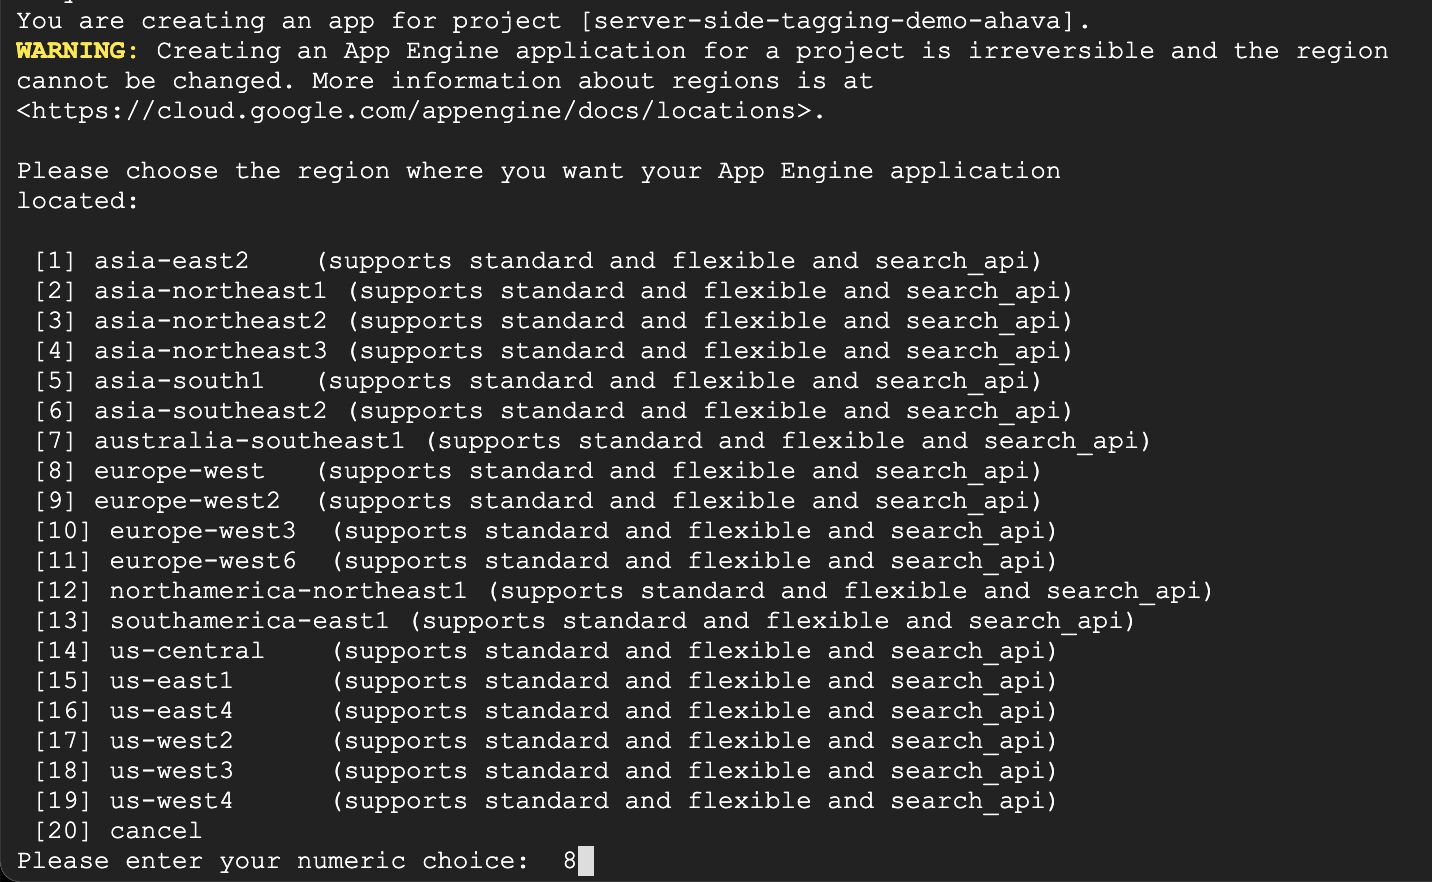 You are creating an app for project [server-side-tagging-demo-ahava].
WARNING: Creating an App Engine application for a project is irreversible and the region
cannot be changed. More information about regions is at
<https://cloud.google.com/appengine/docs/locations>.
Please choose the region where you want your App Engine application
located:
[1] asia-east2 (supports standard and flexible and search_api)
[2] asia-northeast1 (supports standard and flexible and search_api)
[3] asia-northeast2 (supports standard and flexible and search_api)
[4] asia-northeast3 (supports standard and flexible and search_api)
[5] asia-south1 (supports standard and flexible and search_api)
[6] asia-southeast2 (supports standard and flexible and search_api)
[7] australia-southeast1 (supports standard and flexible and search_api)
[8] europe-west (supports standard and flexible and search_api)
[9] europe-west2 (supports standard and flexible and search_api)
[10] europe-west3 (supports standard and flexible and search_api)
[11] europe-west6 (supports standard and flexible and search_api)
[12] northamerica-northeast1 (supports standard and flexible and search_api)
[13] southamerica-east1 (supports standard and flexible and search_api)
[14] us-central (supports standard and flexible and search_api)
[15] us-east1 (supports standard and flexible and search_api)
[16] us-east4 (supports standard and flexible and search_api)
[17] us-west2 (supports standard and flexible and search_api)
[18] us-west3 (supports standard and flexible and search_api)
[19] us-west4 (supports standard and flexible and search_api)
[20] cancel
Please enter your numeric choice: 8